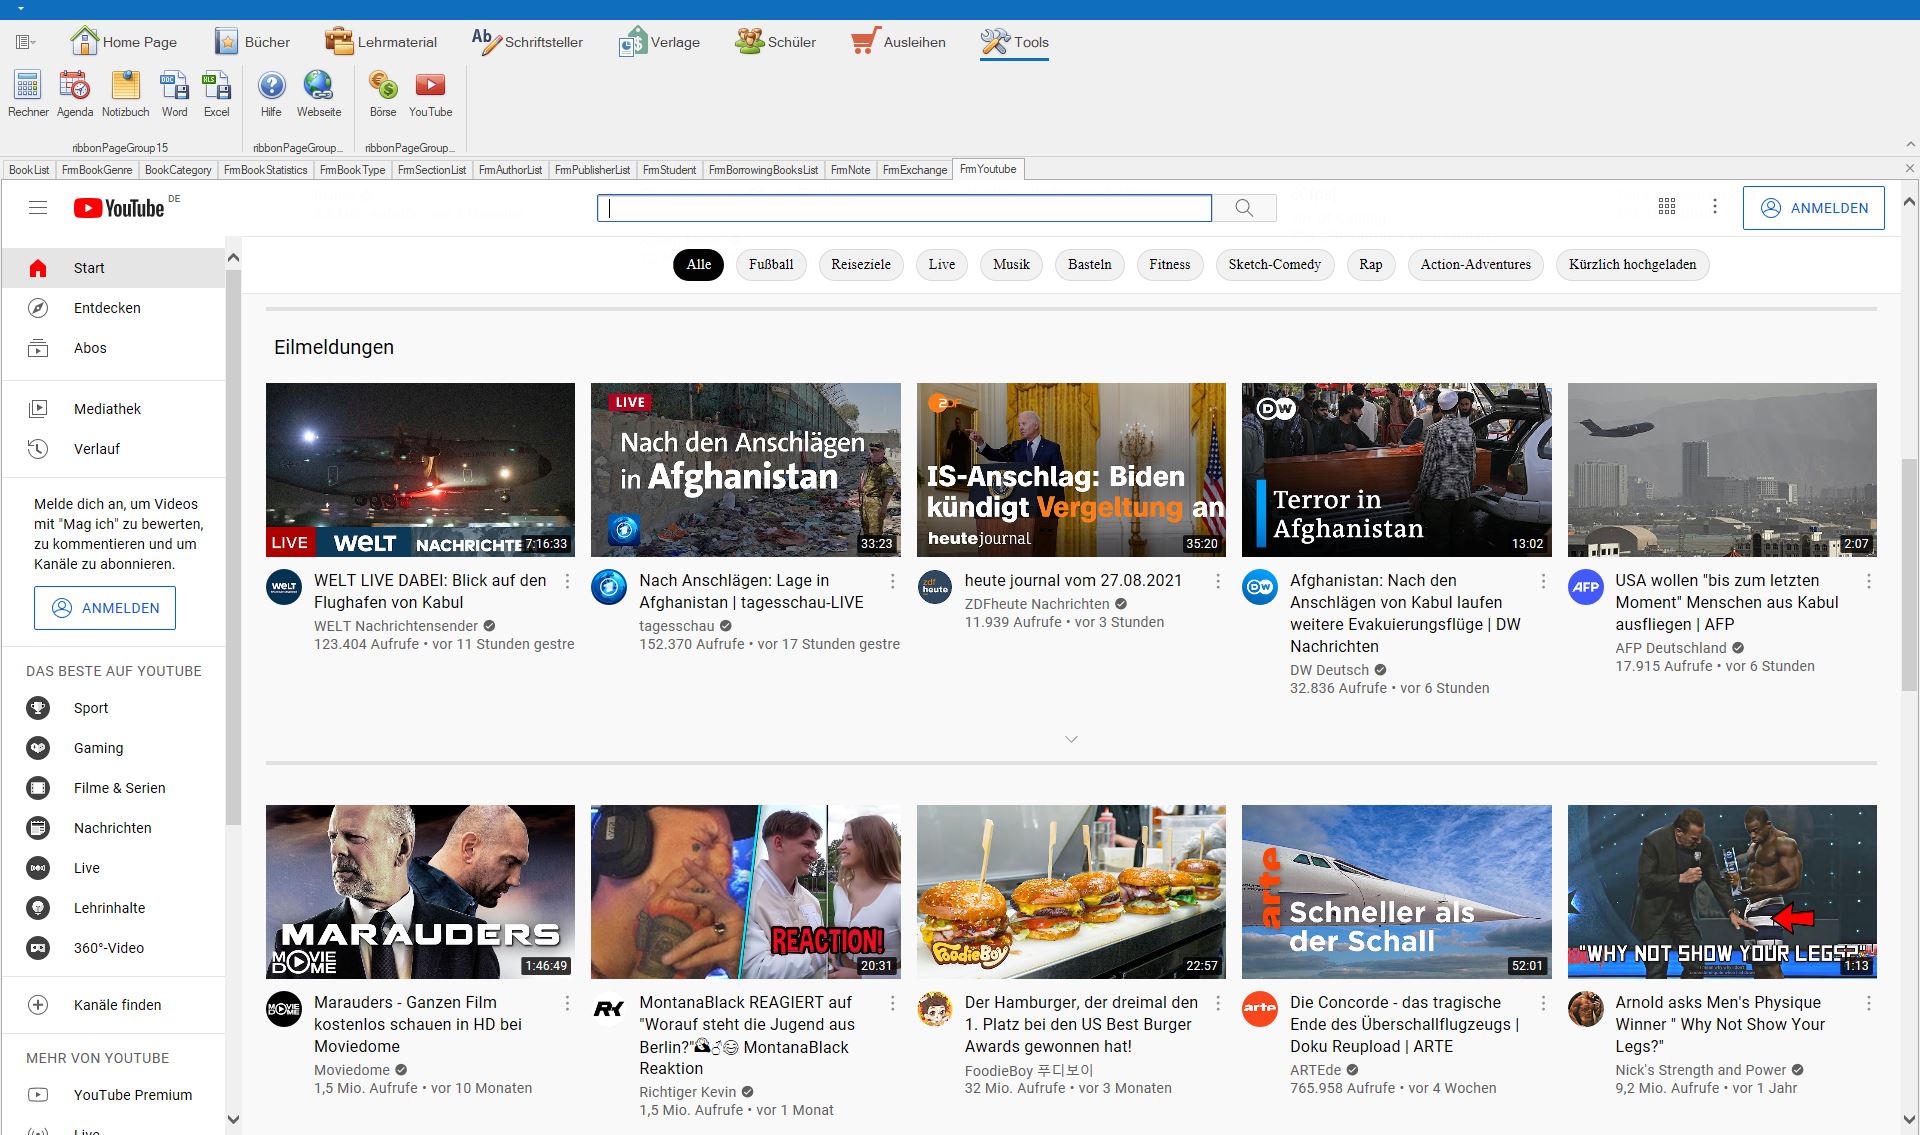 Home Page
Bücher
Lehrmaterial
Schriftsteller
Verlage
Schüler
Ausleihen
Tools
Rechner
Agenda
Notizbuch
Word
Excel
Hilfe
Webseite
Börse
YouTube
ribbonPageGroup15
ribbonPageGroup...
ribbonPageGroup...
BookList
FrmBookGenre
BookCategory
FrmBookStatistics
FrmBookType
FrmSectionList
FrmAuthorList
FrmPublisherList
FrmStudent
FrmBorrowingBooksList
FrmNote
FrmExchange
FrmYoutube
YouTube DE
ANMELDEN
Alle
Fußball
Reiseziele
Live
Musik
Basteln
Fitness
Sketch-Comedy
Rap
Action-Adventures
Kürzlich hochgeladen
Start
Entdecken
Abos
Mediathek
Verlauf
Melde dich an, um Videos
mit "Mag ich" zu bewerten,
zu kommentieren und um
Kanäle zu abonnieren.
ANMELDEN
DAS BESTE AUF YOUTUBE
Sport
Gaming
Filme & Serien
Nachrichten
Live
Lehrinhalte
360°-Video
Kanäle finden
MEHR VON YOUTUBE
YouTube Premium
Live
Eilmeldungen
LIVE WELT NACHRICHTE 7:16:33
WELT LIVE DABEI: Blick auf den
Flughafen von Kabul
WELT Nachrichtensender
123.404 Aufrufe • vor 11 Stunden gestre
LIVE
Nach den Anschlägen
in Afghanistan
33:23
Nach Anschlägen: Lage in
Afghanistan | tagesschau-LIVE
tagesschau
152.370 Aufrufe • vor 17 Stunden gestre
ZDF
IS-Anschlag: Biden
kündigt Vergeltung an
heute journal
35:20
zdf
heute
heute journal vom 27.08.2021
ZDFheute Nachrichten
11.939 Aufrufe • vor 3 Stunden
DW
Terror in
Afghanistan
13:02
DW
Afghanistan: Nach den
Anschlägen von Kabul laufen
weitere Evakuierungsflüge | DW
Nachrichten
DW Deutsch
32.836 Aufrufe • vor 6 Stunden
2:07
AFP
USA wollen "bis zum letzten
Moment" Menschen aus Kabul
ausfliegen | AFP
AFP Deutschland
17.915 Aufrufe • vor 6 Stunden
MARAUDERS
MOVIE
DOME
1:46:49
Marauders - Ganzen Film
kostenlos schauen in HD bei
Moviedome
Moviedome
1,5 Mio. Aufrufe • vor 10 Monaten
REACTION!
20:31
RK
MontanaBlack REAGIERT auf
"Worauf steht die Jugend aus
Berlin?" MontanaBlack
Reaktion
Richtiger Kevin
1,5 Mio. Aufrufe • vor 1 Monat
FoodieBoy
22:57
Der Hamburger, der dreimal den
1. Platz bei den US Best Burger
Awards gewonnen hat!
FoodieBoy 푸디보이
32 Mio. Aufrufe • vor 3 Monaten
arte
Schneller als
der Schall
52:01
arte
Die Concorde - das tragische
Ende des Überschallflugzeugs |
Doku Reupload | ARTE
ARTEde
765.958 Aufrufe • vor 4 Wochen
"WHY NOT SHOW YOUR LEGS?"
1:13
Arnold asks Men's Physique
Winner " Why Not Show Your
Legs?"
Nick's Strength and Power
9,2 Mio. Aufrufe • vor 1 Jahr